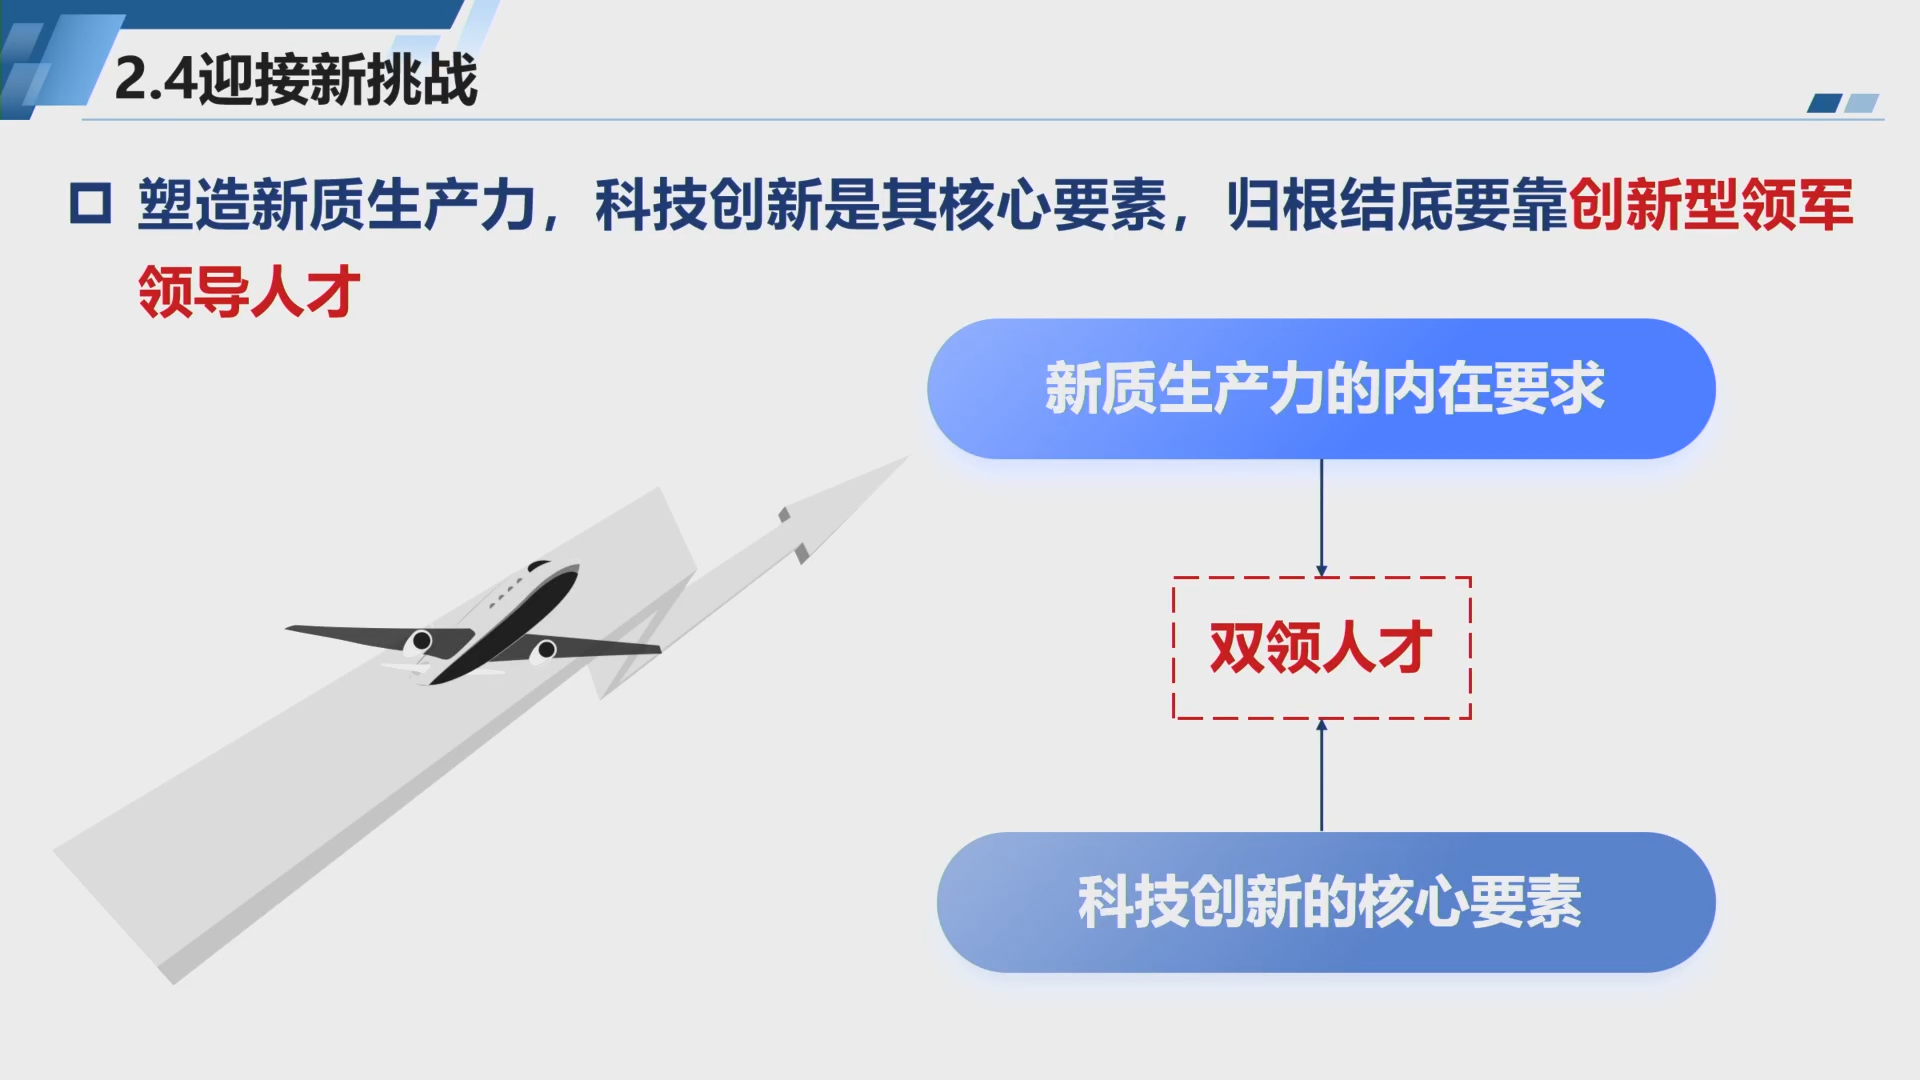 2.4迎接新挑战
塑造新质生产力，科技创新是其核心要素，归根结底要靠创新型领军
领导人才
新质生产力的内在要求
双领人才
科技创新的核心要素